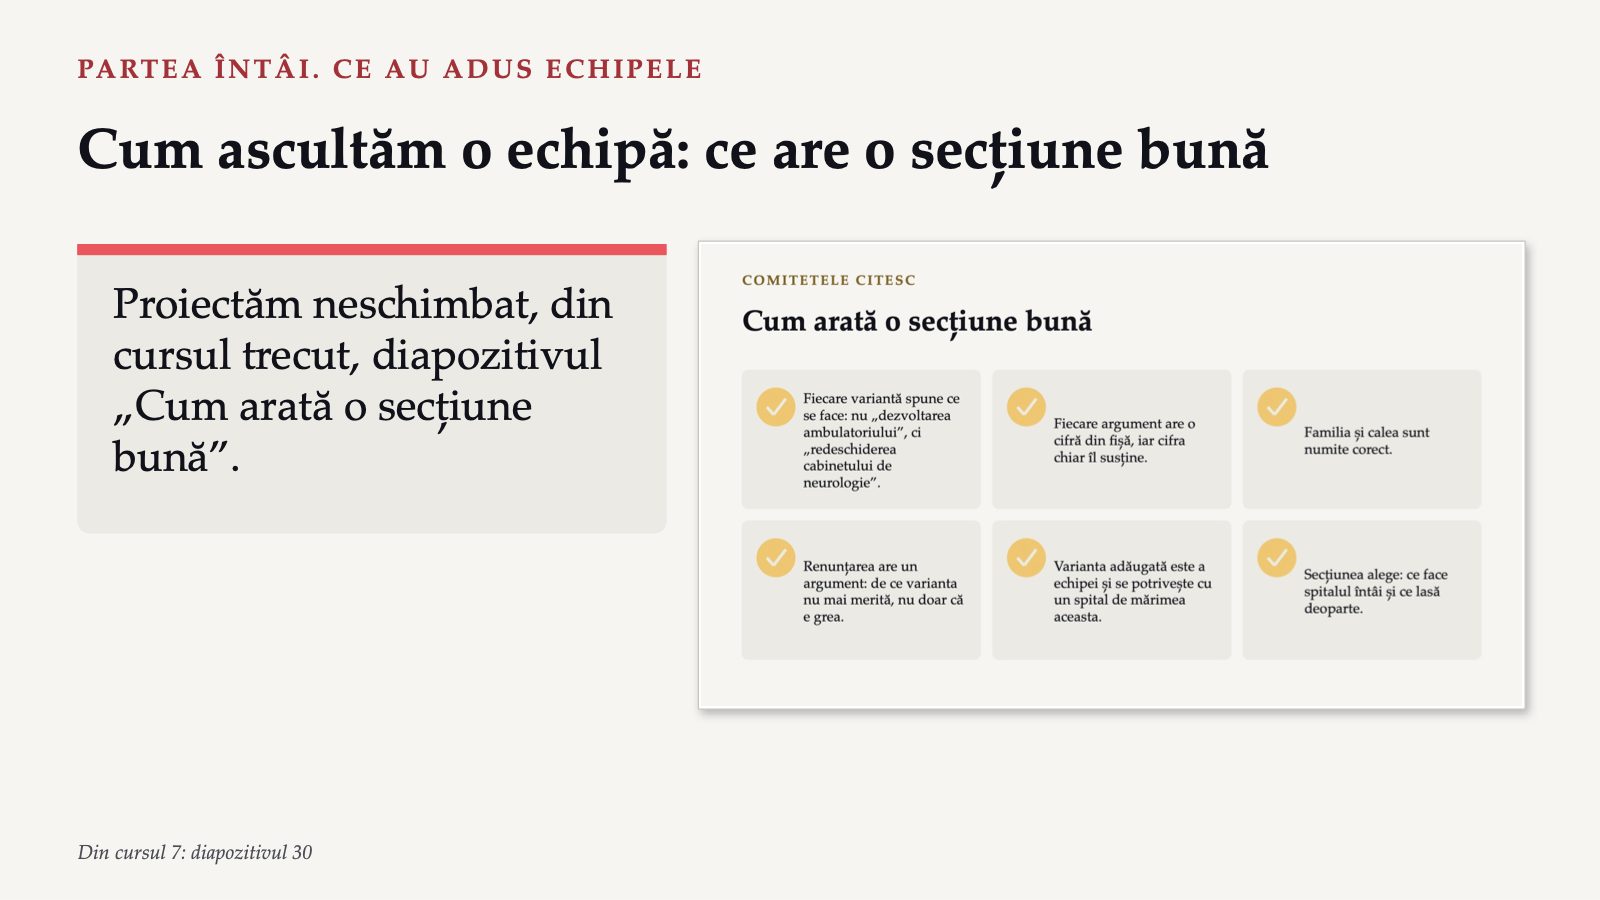 PARTEA ÎNTÂI. CE AU ADUS ECHIPELE
Cum ascultăm o echipă: ce are o secțiune bună
Proiectăm neschimbat, din
cursul trecut, diapozitivul
„Cum arată o secțiune
bună”.
COMITETELE CITESC
Cum arată o secțiune bună
Fiecare variantă spune ce
se face: nu „dezvoltarea
ambulatoriului”, ci
„redeschiderea
cabinetului de
neurologie”.
Fiecare argument are o
cifră din fișă, iar cifra
chiar îl susține.
Familia și calea sunt
numite corect.
Renunțarea are un
argument: de ce varianta
nu mai merită, nu doar că
e grea.
Varianta adăugată este a
echipei și se potrivește cu
un spital de mărimea
aceasta.
Secțiunea alege: ce face
spitalul întâi și ce lasă
deoparte.
Din cursul 7: diapozitivul 30